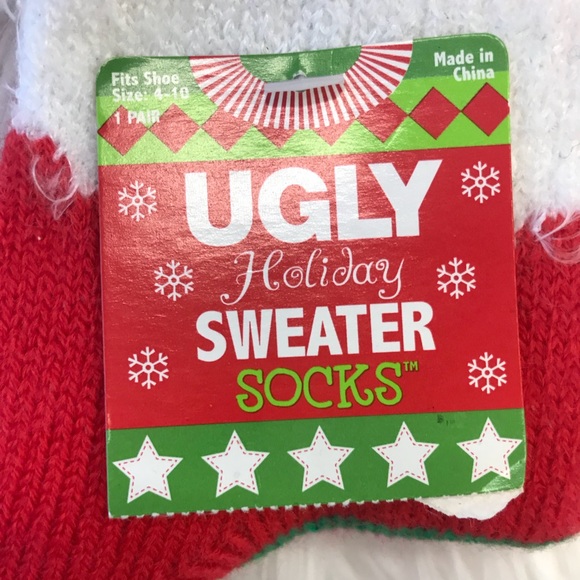 Fits Shoe
Size: 4-10
1 PAIR
Made in
China
UGLY
Holiday
SWEATER
SOCKS™